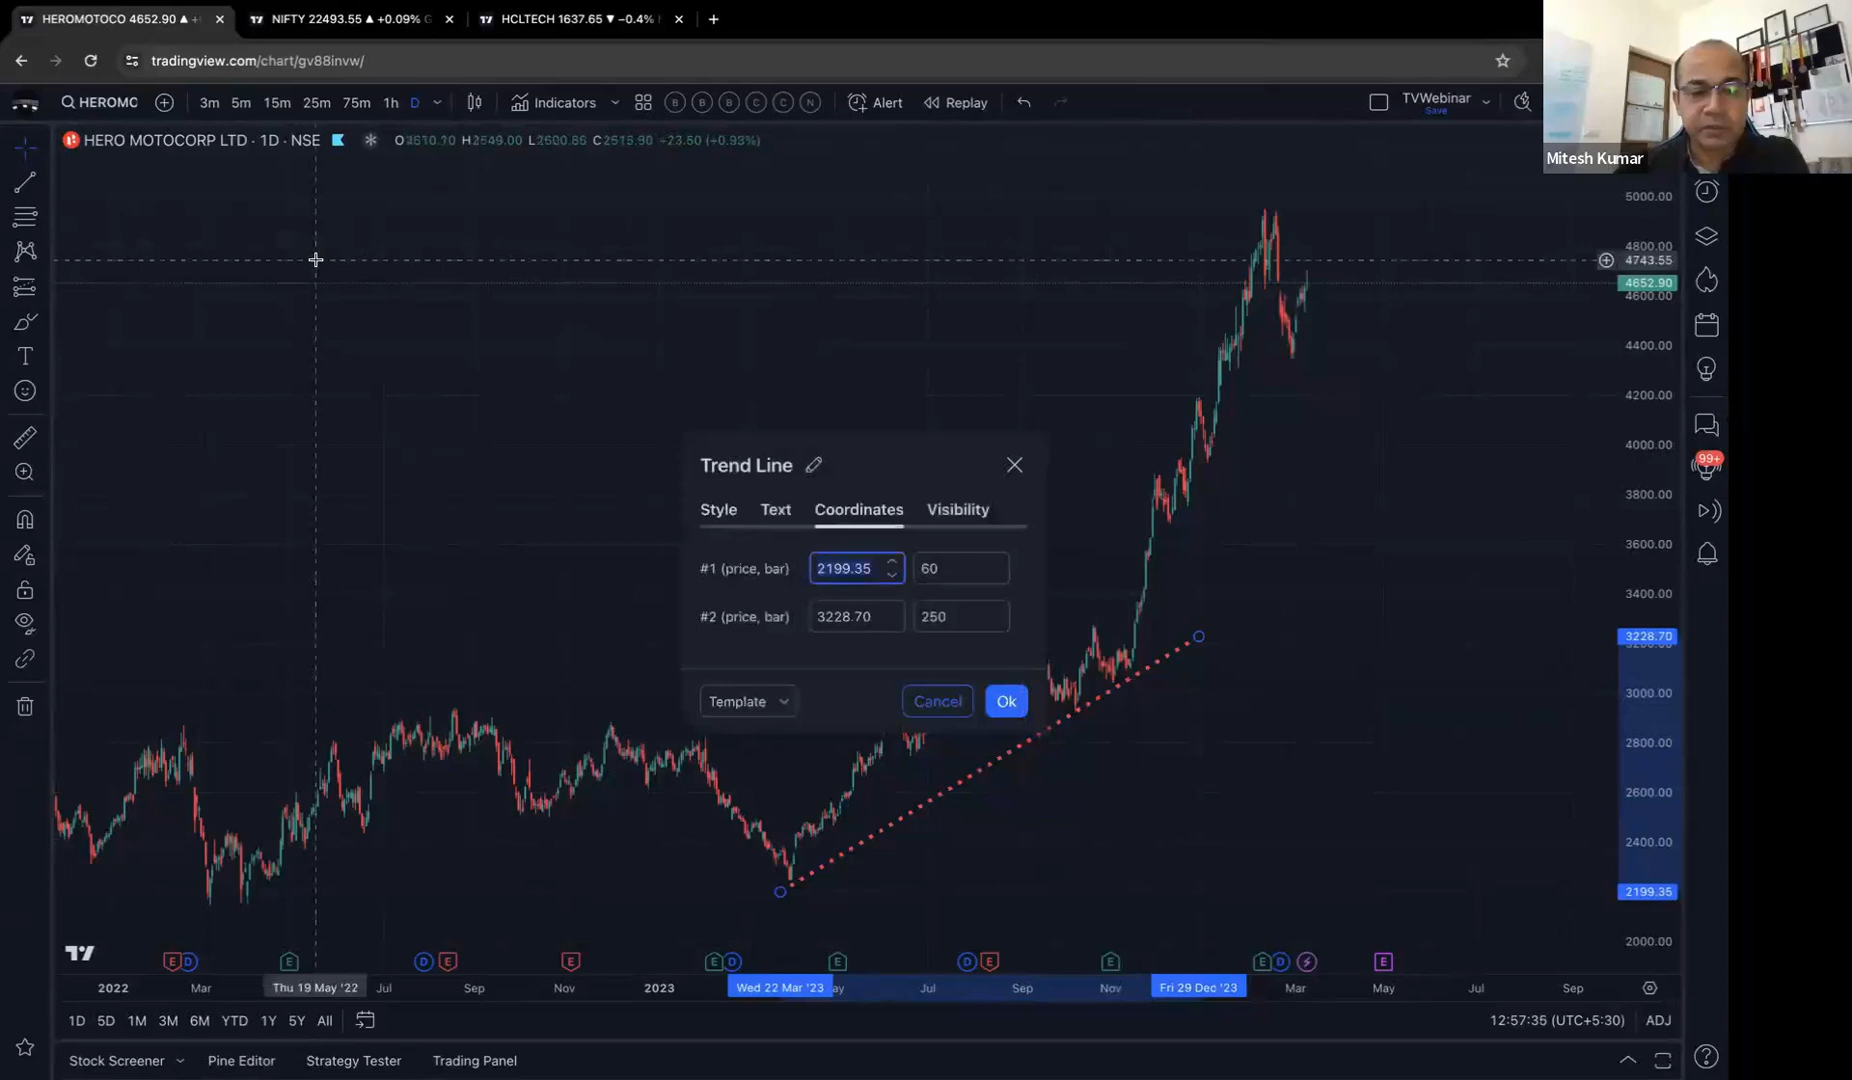 HEROMOTOCO 4652.90 ▲ +
NIFTY 22493.55 ▲ +0.09%
HCLTECH 1637.65 ▼ −0.4%
tradingview.com/chart/gv88invw/
HEROMO
3m 5m 15m 25m 75m 1h D
Indicators
B B B C C N
Alert
Replay
TVWebinar
Save
Mitesh Kumar
HERO MOTOCORP LTD · 1D · NSE
+23.50 (+0.93%)
5000.00
4800.00
4743.55
4652.90
4600.00
4400.00
4200.00
4000.00
3800.00
3600.00
3400.00
3228.70
3000.00
2800.00
2600.00
2400.00
2199.35
2000.00
99+
Trend Line
Style Text Coordinates Visibility
#1 (price, bar) 2199.35 60
#2 (price, bar) 3228.70 250
Template Cancel Ok
E D E D E E E D E D E E E D E
2022 Mar Thu 19 May '22 Jul Sep Nov 2023 Wed 22 Mar '23 ay Jul Sep Nov Fri 29 Dec '23 Mar May Jul Sep
1D 5D 1M 3M 6M YTD 1Y 5Y All
12:57:35 (UTC+5:30) ADJ
Stock Screener Pine Editor Strategy Tester Trading Panel